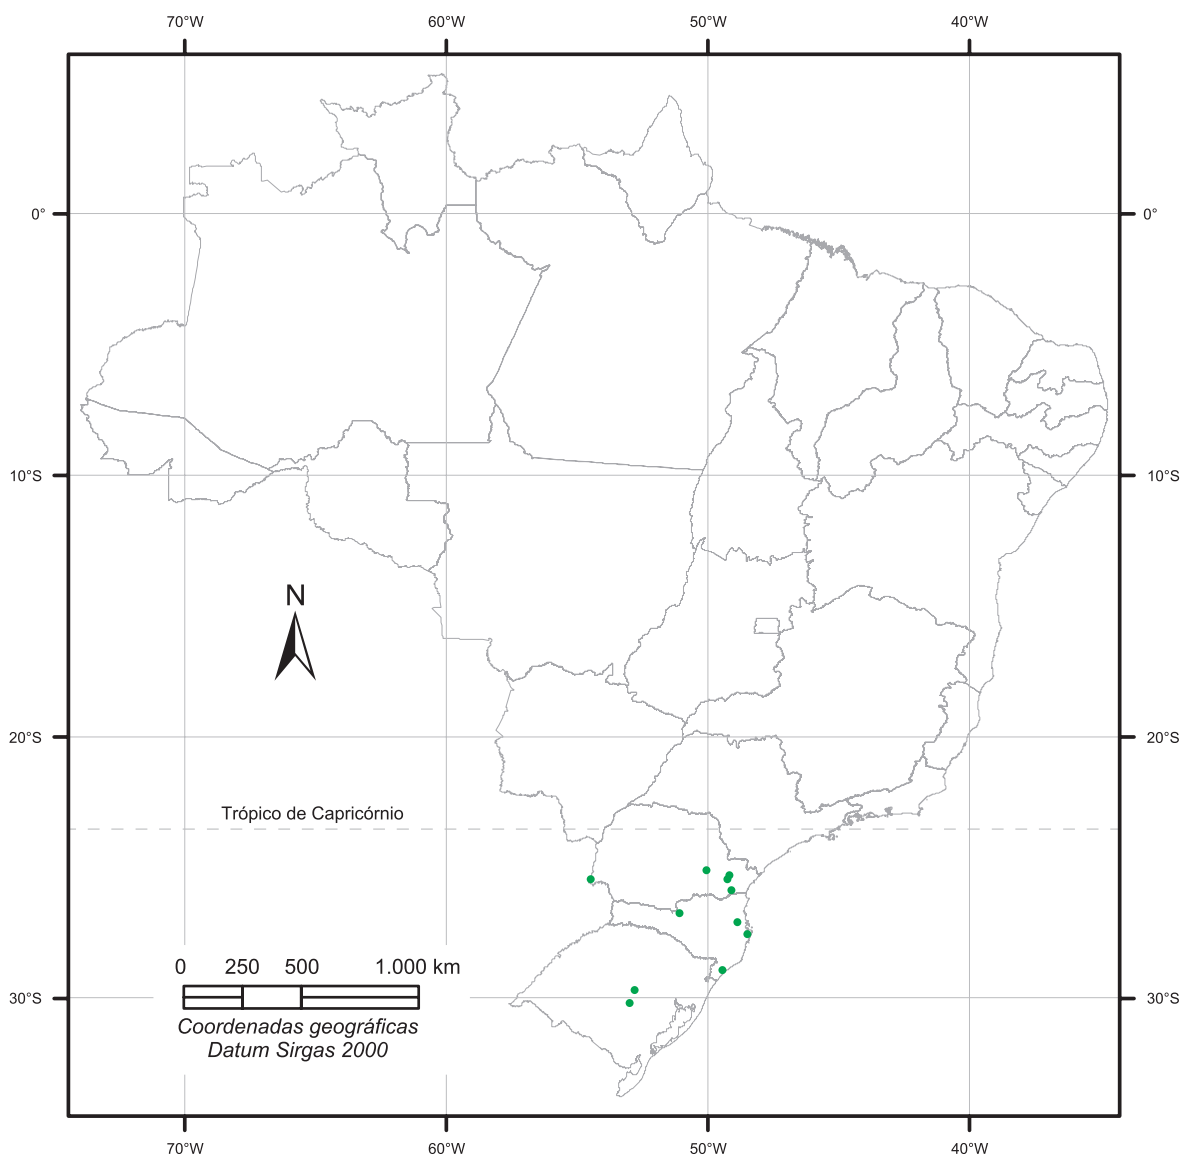 70°W 60°W 50°W 40°W
0° 0°
10°S 10°S
N
20°S 20°S
Trópico de Capricórnio
0 250 500 1.000 km
30°S 30°S
Coordenadas geográficas
Datum Sirgas 2000
70°W 60°W 50°W 40°W